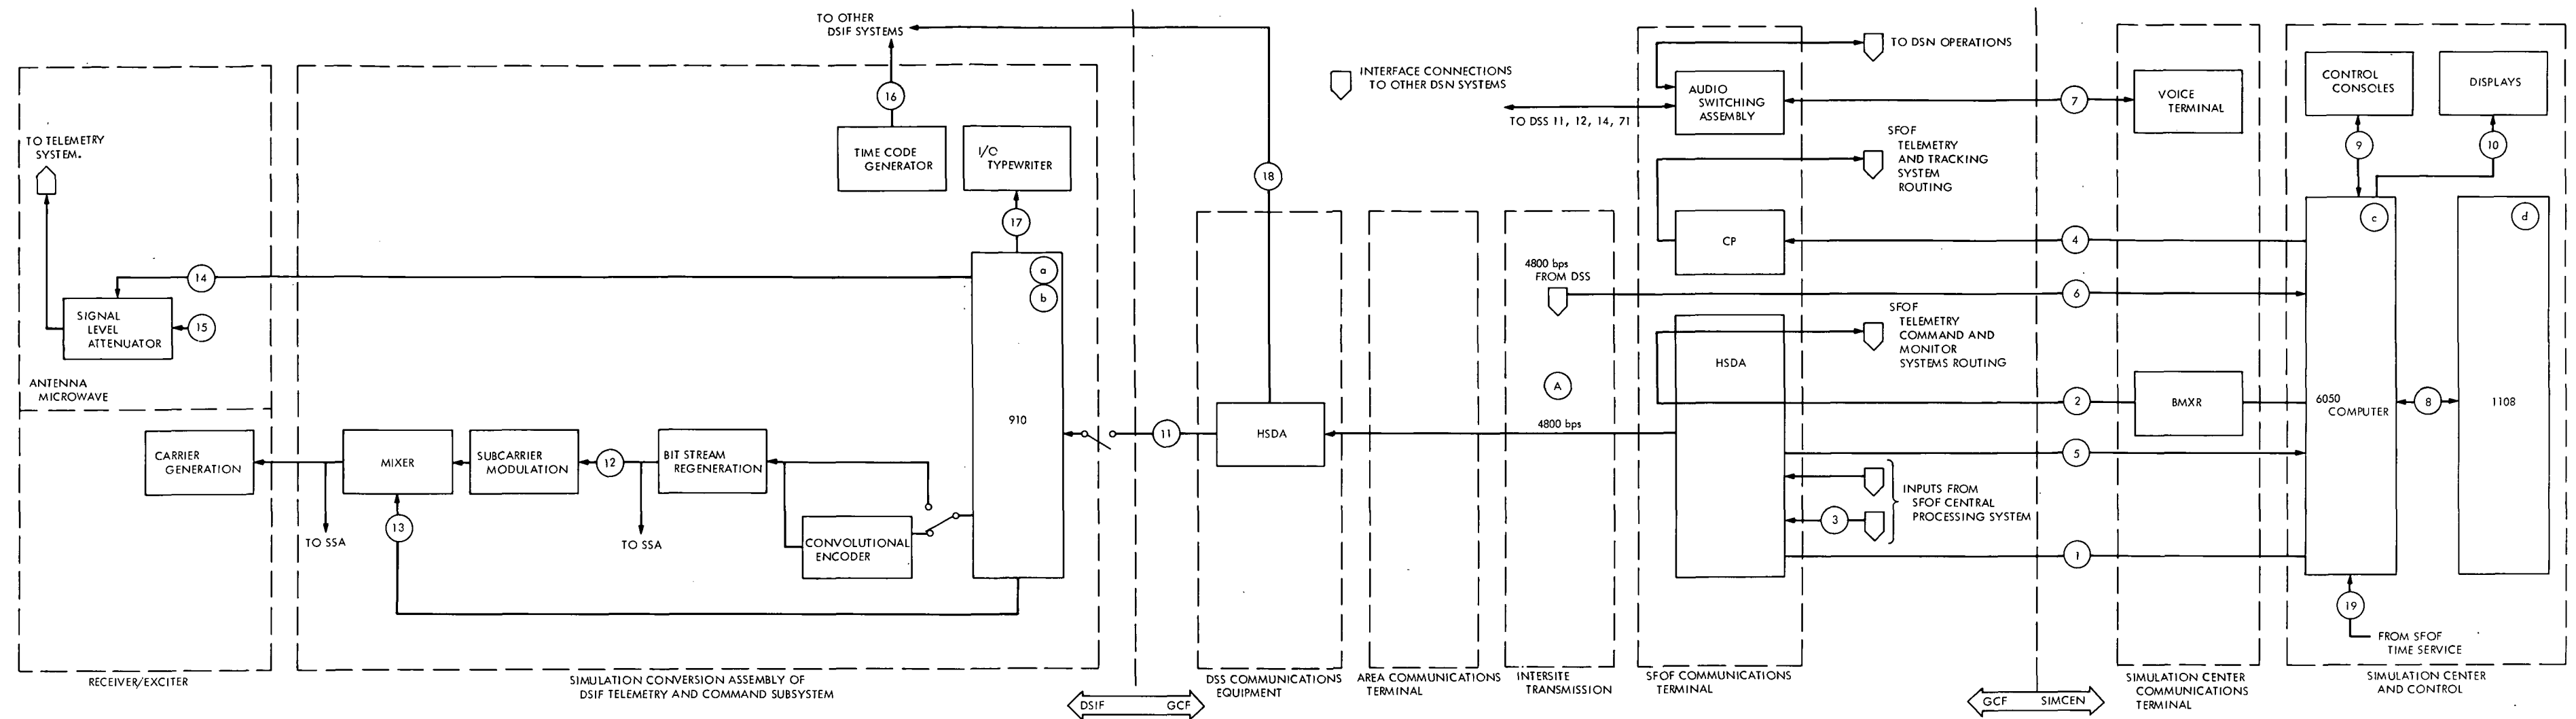 TO TELEMETRY
SYSTEM.
14
SIGNAL
LEVEL
ATTENUATOR
15
ANTENNA
MICROWAVE
CARRIER
GENERATION
RECEIVER/EXCITER
TO OTHER
DSIF SYSTEMS
16
TIME CODE
GENERATOR
I/O
TYPEWRITER
17
a
b
910
MIXER
SUBCARRIER
MODULATION
12
BIT STREAM
REGENERATION
13
TO SSA
TO SSA
CONVOLUTIONAL
ENCODER
SIMULATION CONVERSION ASSEMBLY OF
DSIF TELEMETRY AND COMMAND SUBSYSTEM
11
DSIF GCF
18
HSDA
DSS COMMUNICATIONS
EQUIPMENT
AREA COMMUNICATIONS
TERMINAL
INTERFACE CONNECTIONS
TO OTHER DSN SYSTEMS
TO DSS 11, 12, 14, 71
4800 bps
FROM DSS
A
4800 bps
INTERSITE
TRANSMISSION
AUDIO
SWITCHING
ASSEMBLY
CP
HSDA
SFOF COMMUNICATIONS
TERMINAL
TO DSN OPERATIONS
SFOF
TELEMETRY
AND TRACKING
SYSTEM
ROUTING
SFOF
TELEMETRY
COMMAND AND
MONITOR
SYSTEMS ROUTING
3
INPUTS FROM
SFOF CENTRAL
PROCESSING SYSTEM
7
4
6
2
5
1
GCF SIMCEN
VOICE
TERMINAL
BMXR
SIMULATION CENTER
COMMUNICATIONS
TERMINAL
CONTROL
CONSOLES
DISPLAYS
9
10
c
d
6050
COMPUTER
8
1108
19
FROM SFOF
TIME SERVICE
SIMULATION CENTER
AND CONTROL